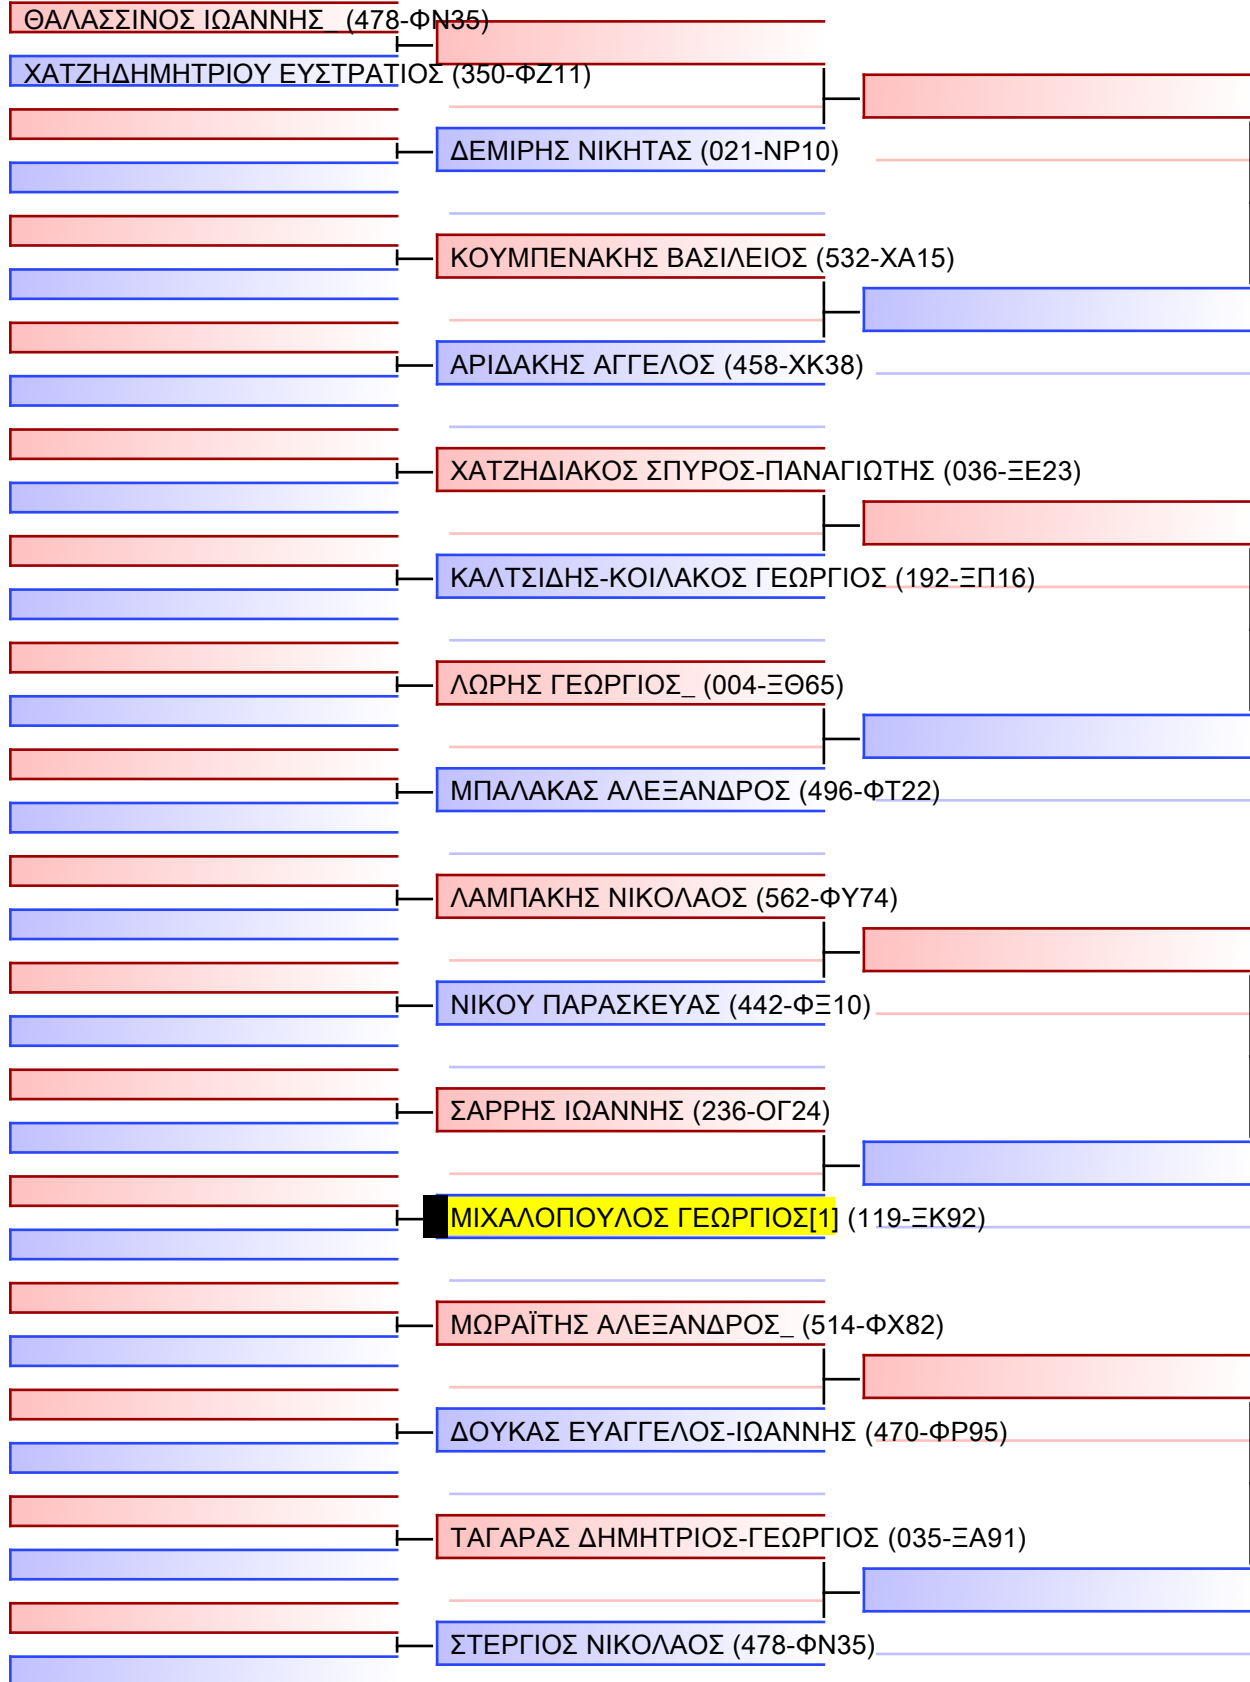 ΘΑΛΑΣΣΙΝΟΣ ΙΩΑΝΝΗΣ_ (478-ΦΝ35)
ΧΑΤΖΗΔΗΜΗΤΡΙΟΥ ΕΥΣΤΡΑΤΙΟΣ (350-ΦΖ11)
ΔΕΜΙΡΗΣ ΝΙΚΗΤΑΣ (021-ΝΡ10)
ΚΟΥΜΠΕΝΑΚΗΣ ΒΑΣΙΛΕΙΟΣ (532-ΧΑ15)
ΑΡΙΔΑΚΗΣ ΑΓΓΕΛΟΣ (458-ΧΚ38)
ΧΑΤΖΗΔΙΑΚΟΣ ΣΠΥΡΟΣ-ΠΑΝΑΓΙΩΤΗΣ (036-ΞΕ23)
ΚΑΛΤΣΙΔΗΣ-ΚΟΙΛΑΚΟΣ ΓΕΩΡΓΙΟΣ (192-ΞΠ16)
ΛΩΡΗΣ ΓΕΩΡΓΙΟΣ_ (004-ΞΘ65)
ΜΠΑΛΑΚΑΣ ΑΛΕΞΑΝΔΡΟΣ (496-ΦΤ22)
ΛΑΜΠΑΚΗΣ ΝΙΚΟΛΑΟΣ (562-ΦΥ74)
ΝΙΚΟΥ ΠΑΡΑΣΚΕΥΑΣ (442-ΦΞ10)
ΣΑΡΡΗΣ ΙΩΑΝΝΗΣ (236-ΟΓ24)
ΜΙΧΑΛΟΠΟΥΛΟΣ ΓΕΩΡΓΙΟΣ[1] (119-ΞΚ92)
ΜΩΡΑΪΤΗΣ ΑΛΕΞΑΝΔΡΟΣ_ (514-ΦΧ82)
ΔΟΥΚΑΣ ΕΥΑΓΓΕΛΟΣ-ΙΩΑΝΝΗΣ (470-ΦΡ95)
ΤΑΓΑΡΑΣ ΔΗΜΗΤΡΙΟΣ-ΓΕΩΡΓΙΟΣ (035-ΞΑ91)
ΣΤΕΡΓΙΟΣ ΝΙΚΟΛΑΟΣ (478-ΦΝ35)